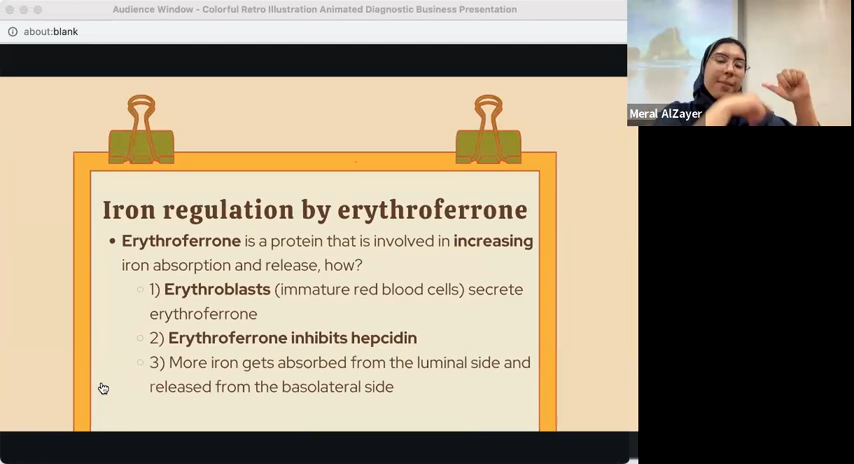 Audience Window - Colorful Retro Illustration Animated Diagnostic Business Presentation
about:blank
Meral AlZayer
Iron regulation by erythroferrone
• Erythroferrone is a protein that is involved in increasing
iron absorption and release, how?
○ 1) Erythroblasts (immature red blood cells) secrete
erythroferrone
○ 2) Erythroferrone inhibits hepcidin
○ 3) More iron gets absorbed from the luminal side and
released from the basolateral side